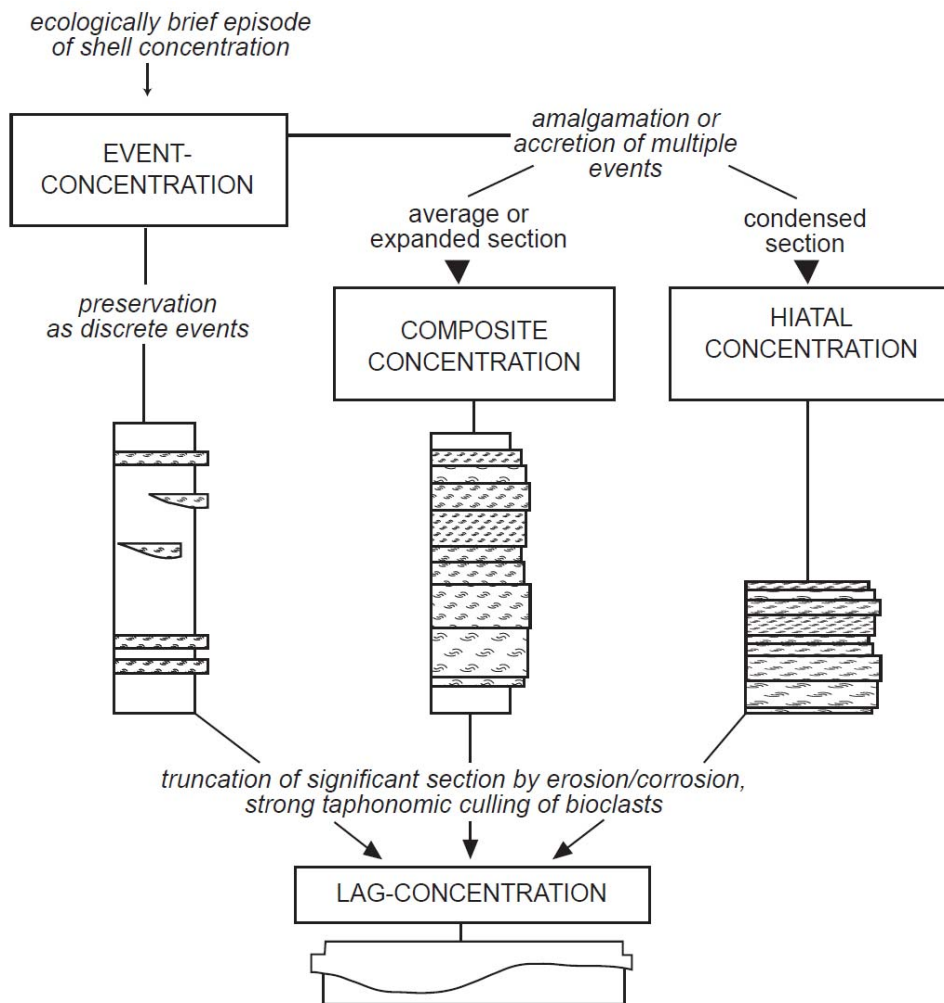 ecologically brief episode
of shell concentration
EVENT-
CONCENTRATION
amalgamation or
accretion of multiple
events
average or
expanded section
condensed
section
preservation
as discrete events
COMPOSITE
CONCENTRATION
HIATAL
CONCENTRATION
truncation of significant section by erosion/corrosion,
strong taphonomic culling of bioclasts
LAG-CONCENTRATION